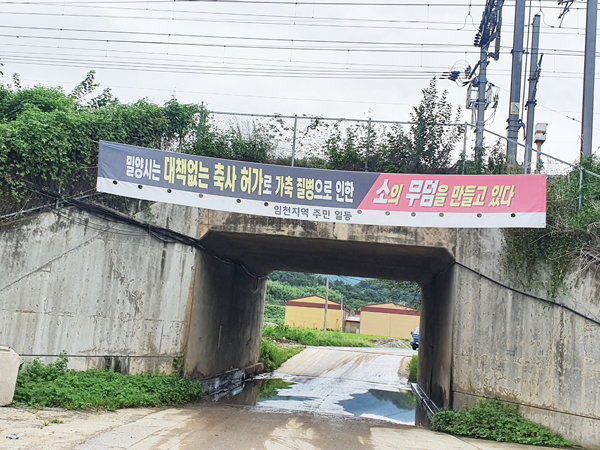 밀양시는 대책없는 축사 허가로 가축 질병으로 인한 소의 무덤을 만들고 있다
임천지역 주민 일동